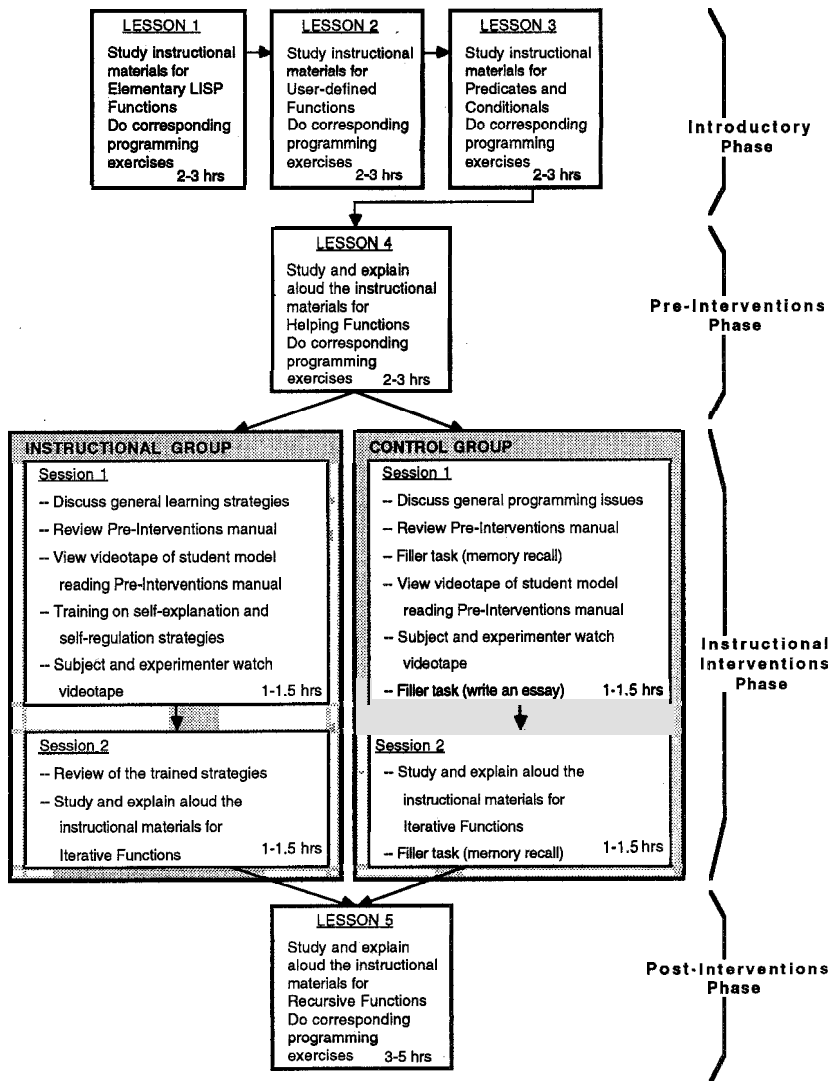 LESSON 1
Study instructional
materials for
Elementary LISP
Functions
Do corresponding
programming
exercises
2-3 hrs
LESSON 2
Study instructional
materials for
User-defined
Functions
Do corresponding
programming
exercises
2-3 hrs
LESSON 3
Study instructional
materials for
Predicates and
Conditionals
Do corresponding
programming
exercises
2-3 hrs
Introductory
Phase
LESSON 4
Study and explain
aloud the instructional
materials for
Helping Functions
Do corresponding
programming
exercises 2-3 hrs
Pre-Interventions
Phase
INSTRUCTIONAL GROUP
Session 1
-- Discuss general learning strategies
-- Review Pre-Interventions manual
-- View videotape of student model
reading Pre-Interventions manual
-- Training on self-explanation and
self-regulation strategies
-- Subject and experimenter watch
videotape 1-1.5 hrs
Session 2
-- Review of the trained strategies
-- Study and explain aloud the
instructional materials for
Iterative Functions 1-1.5 hrs
CONTROL GROUP
Session 1
-- Discuss general programming issues
-- Review Pre-Interventions manual
-- Filler task (memory recall)
-- View videotape of student model
reading Pre-Interventions manual
-- Subject and experimenter watch
videotape
-- Filler task (write an essay) 1-1.5 hrs
Session 2
-- Study and explain aloud the
instructional materials for
Iterative Functions
-- Filler task (memory recall) 1-1.5 hrs
Instructional
Interventions
Phase
LESSON 5
Study and explain
aloud the instructional
materials for
Recursive Functions
Do corresponding
programming
exercises 3-5 hrs
Post-Interventions
Phase